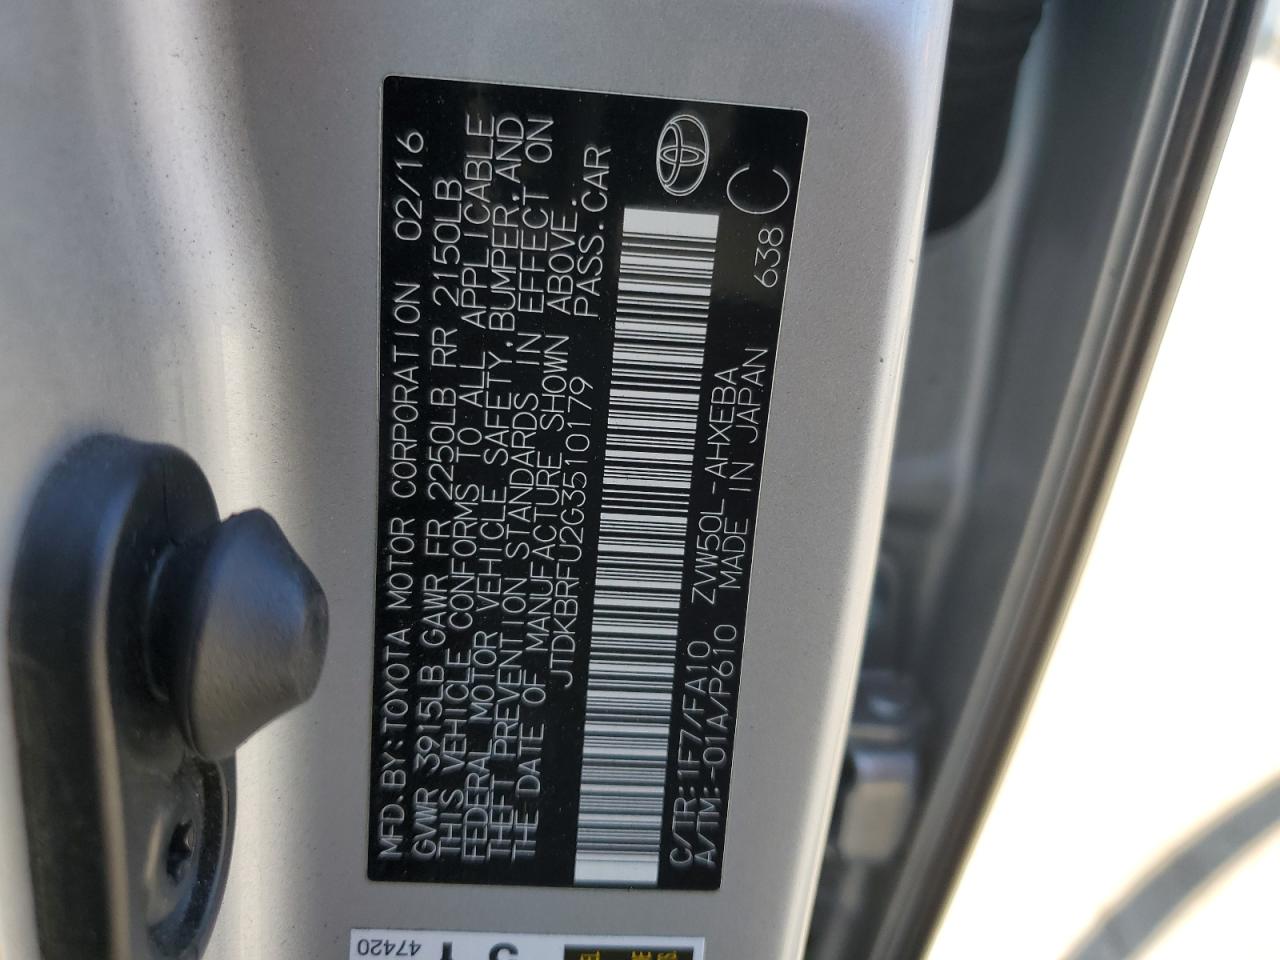 MFD.BY:TOYOTA MOTOR CORPORATION 02/16
GVWR 3915LB GAWR FR 2250LB RR 2150LB
THIS VEHICLE CONFORMS TO ALL APPLICABLE
FEDERAL MOTOR VEHICLE SAFETY,BUMPER,AND
THEFT PREVENTION STANDARDS IN EFFECT ON
THE DATE OF MANUFACTURE SHOWN ABOVE.
JTDKBRFU2G3510179 PASS.CAR
C/TR:1F7/FA10 ZVW50L-AHXEBA 638 C
A/TM:-01A/P610 MADE IN JAPAN
47420